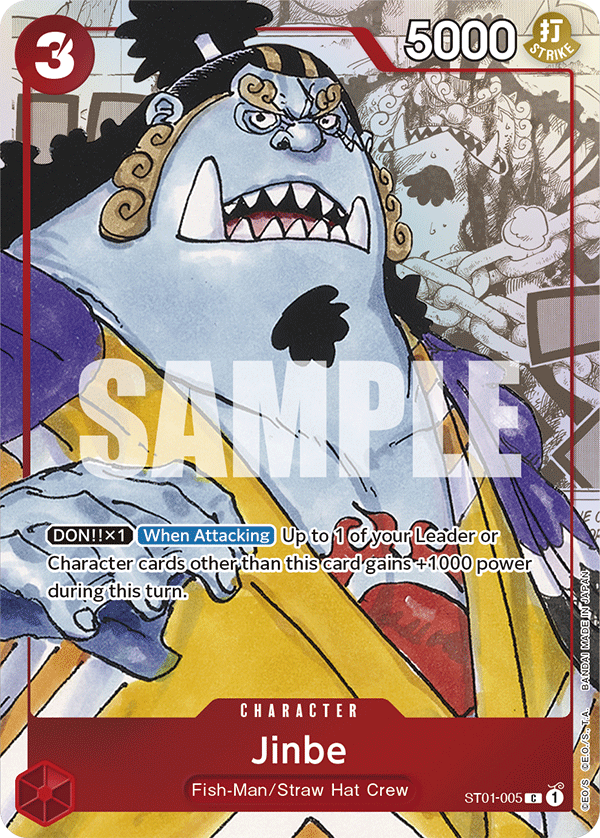 3
5000
打
STRIKE
SAMPLE
DON!!×1 When Attacking Up to 1 of your Leader or
Character cards other than this card gains +1000 power
during this turn.
CHARACTER
Jinbe
Fish-Man/Straw Hat Crew
ST01-005 C 1
©E.O/S. ©E.O./S.,T.A. BANDAI MADE IN JAPAN